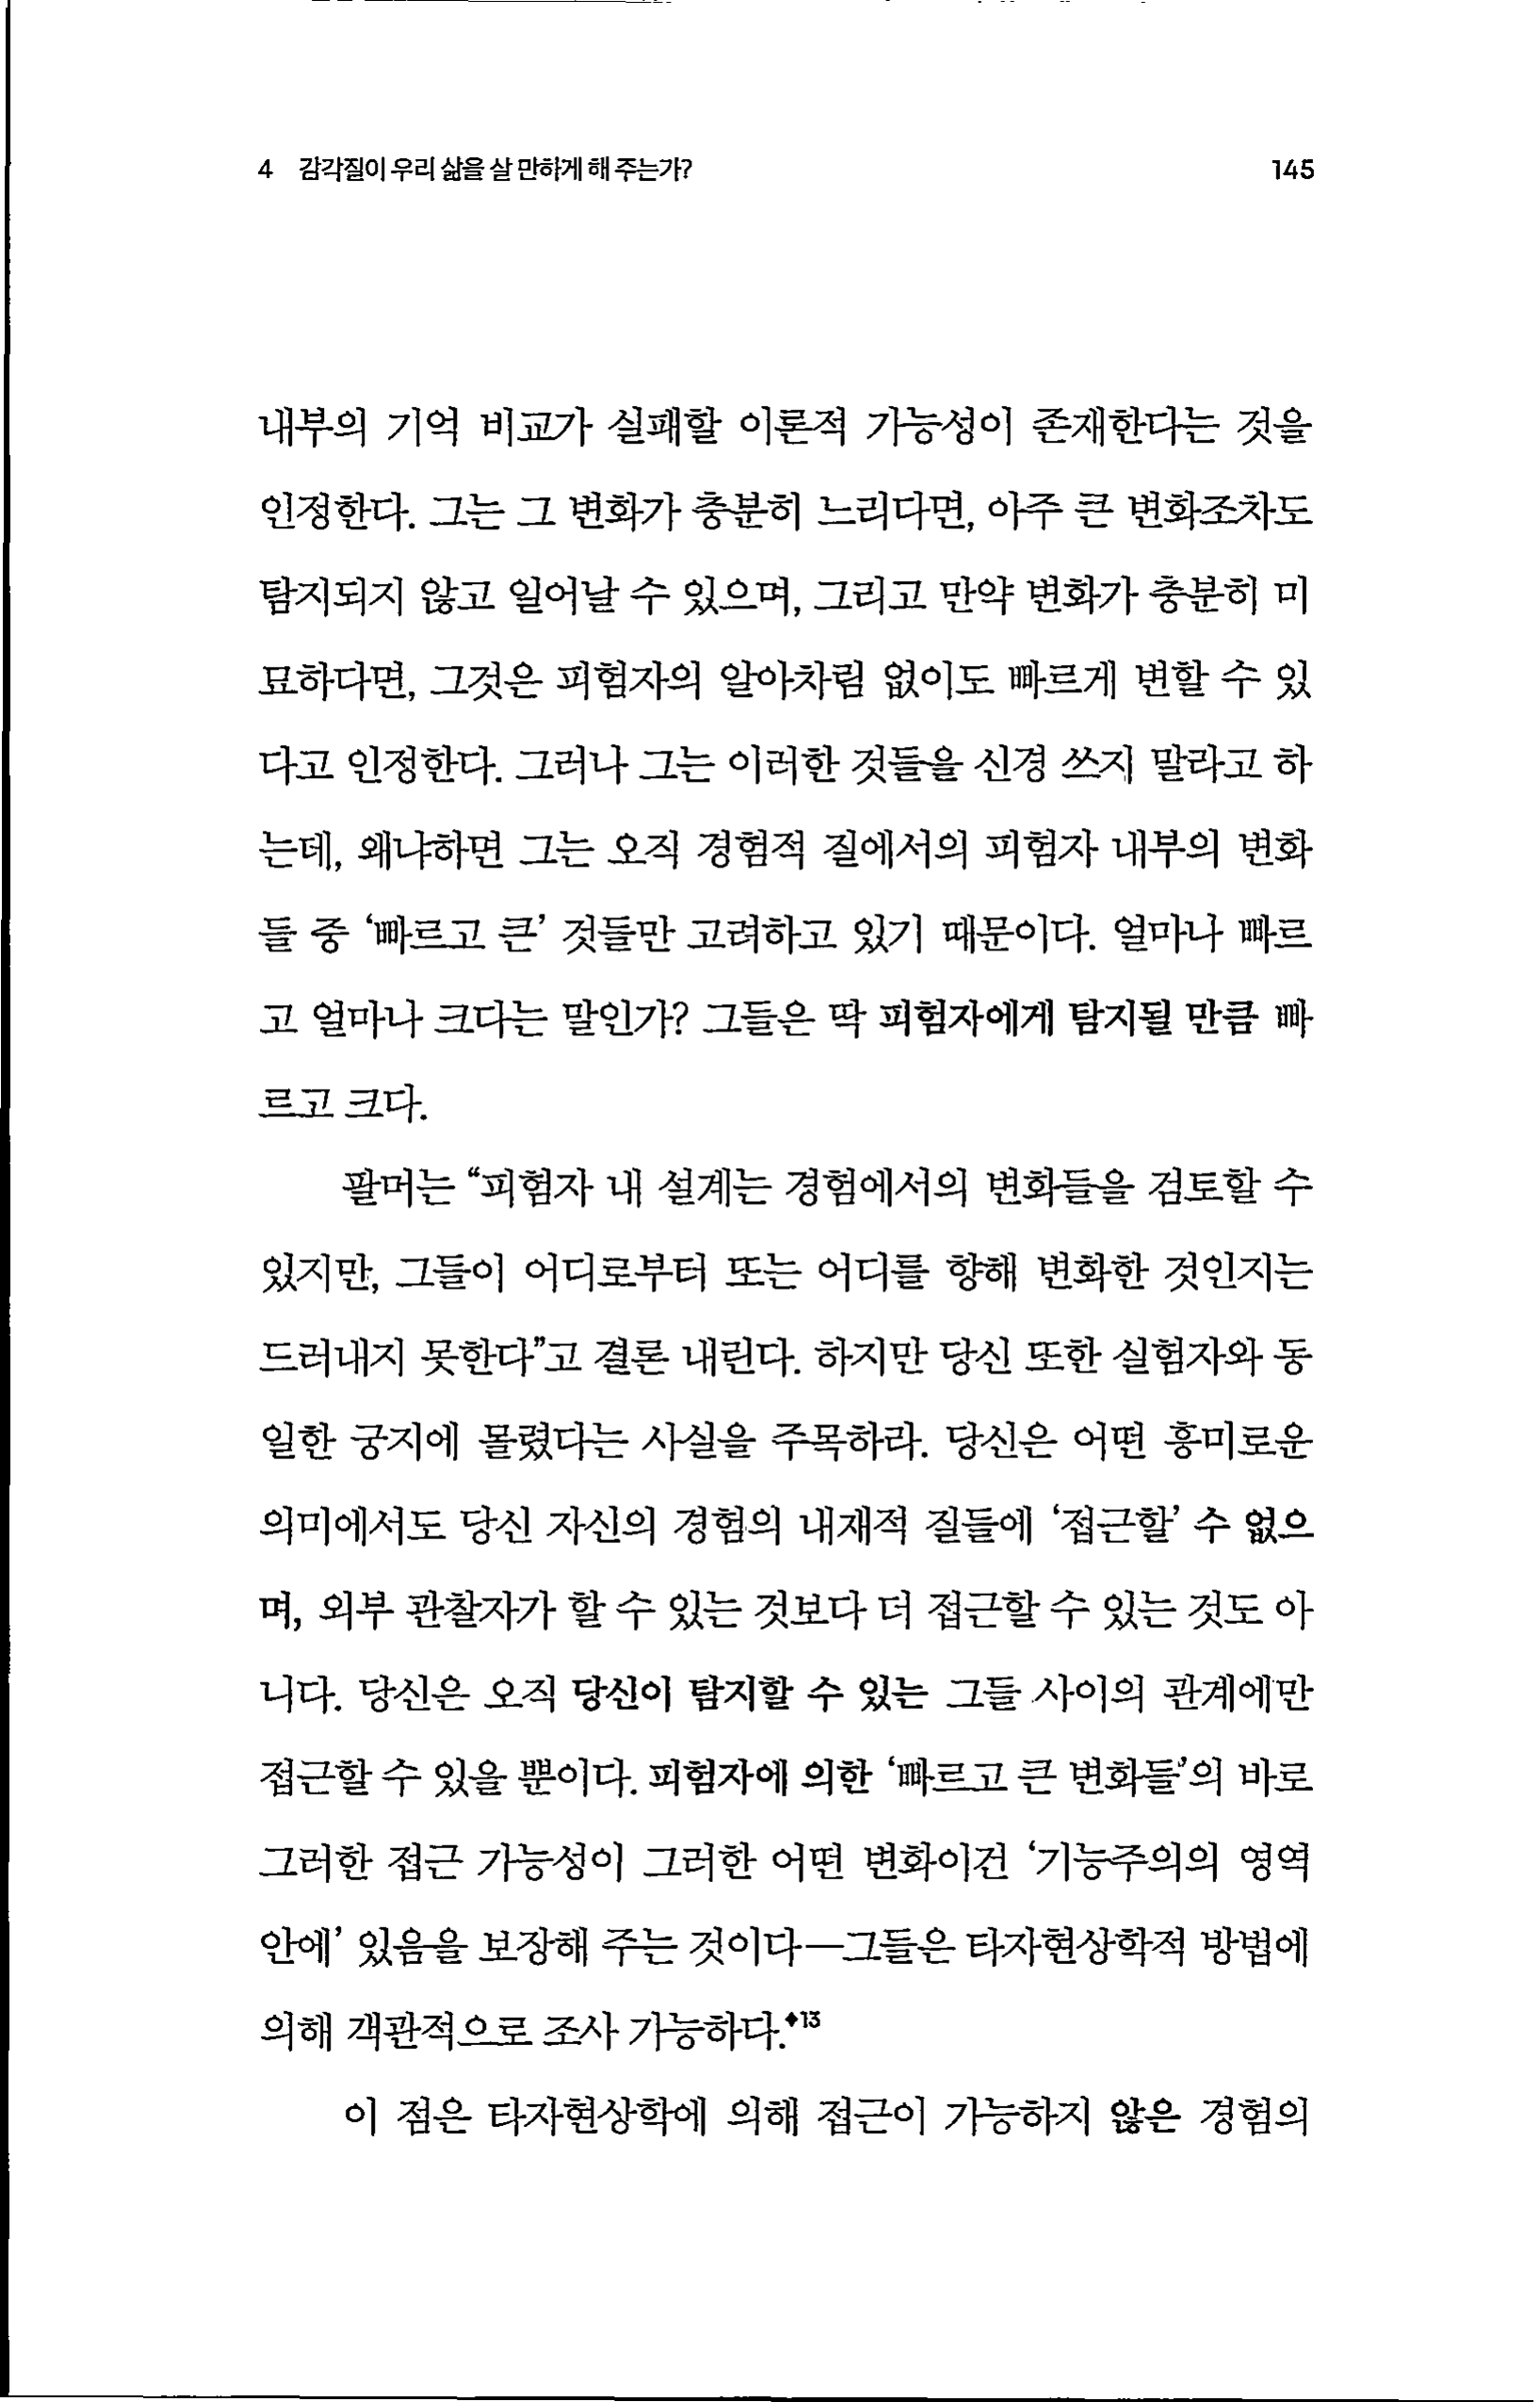 4 감각질이 우리 삶을 살 만하게 해 주는가? 145
내부의 기억 비교가 실패할 이론적 가능성이 존재한다는 것을
인정한다. 그는 그 변화가 충분히 느리다면, 아주 큰 변화조차도
탐지되지 않고 일어날 수 있으며, 그리고 만약 변화가 충분히 미
묘하다면, 그것은 피험자의 알아차림 없이도 빠르게 변할 수 있
다고 인정한다. 그러나 그는 이러한 것들을 신경 쓰지 말라고 하
는데, 왜냐하면 그는 오직 경험적 질에서의 피험자 내부의 변화
들 중 ‘빠르고 큰’ 것들만 고려하고 있기 때문이다. 얼마나 빠르
고 얼마나 크다는 말인가? 그들은 딱 피험자에게 탐지될 만큼 빠
르고 크다.
팔머는 “피험자 내 설계는 경험에서의 변화들을 검토할 수
있지만, 그들이 어디로부터 또는 어디를 향해 변화한 것인지는
드러내지 못한다”고 결론 내린다. 하지만 당신 또한 실험자와 동
일한 궁지에 몰렸다는 사실을 주목하라. 당신은 어떤 흥미로운
의미에서도 당신 자신의 경험의 내재적 질들에 ‘접근할’ 수 없으
며, 외부 관찰자가 할 수 있는 것보다 더 접근할 수 있는 것도 아
니다. 당신은 오직 당신이 탐지할 수 있는 그들 사이의 관계에만
접근할 수 있을 뿐이다. 피험자에 의한 ‘빠르고 큰 변화들’의 바로
그러한 접근 가능성이 그러한 어떤 변화이건 ‘기능주의의 영역
안에’ 있음을 보장해 주는 것이다—그들은 타자현상학적 방법에
의해 객관적으로 조사 가능하다.♦13
이 점은 타자현상학에 의해 접근이 가능하지 않은 경험의